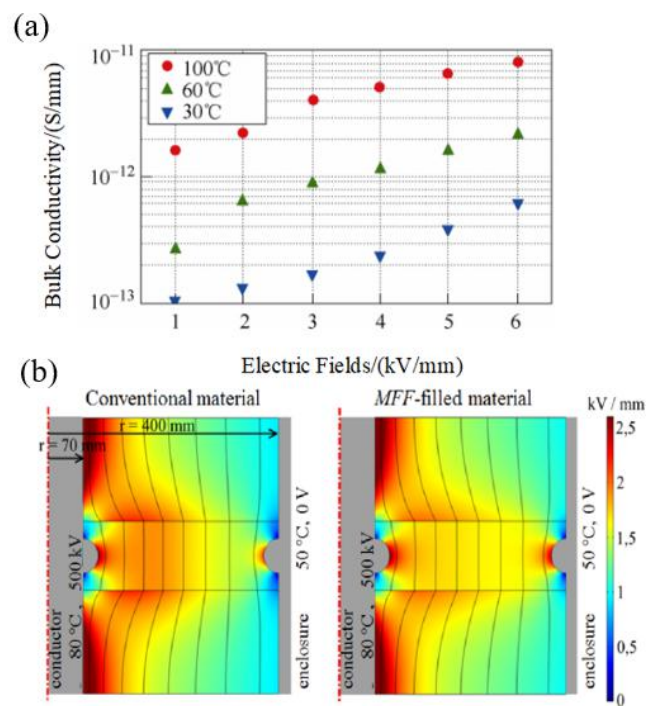 (a)
Bulk Conductivity/(S/mm)
10-11
10-12
10-13
100℃
60℃
30℃
1 2 3 4 5 6
Electric Fields/(kV/mm)
(b)
Conventional material
MFF-filled material
kV / mm
r = 400 mm
r = 70 mm
conductor
80 °C , 500 kV
50 °C, 0 V
enclosure
conductor
80 °C , 500 kV
50 °C, 0 V
enclosure
2,5
2
1,5
1
0,5
0